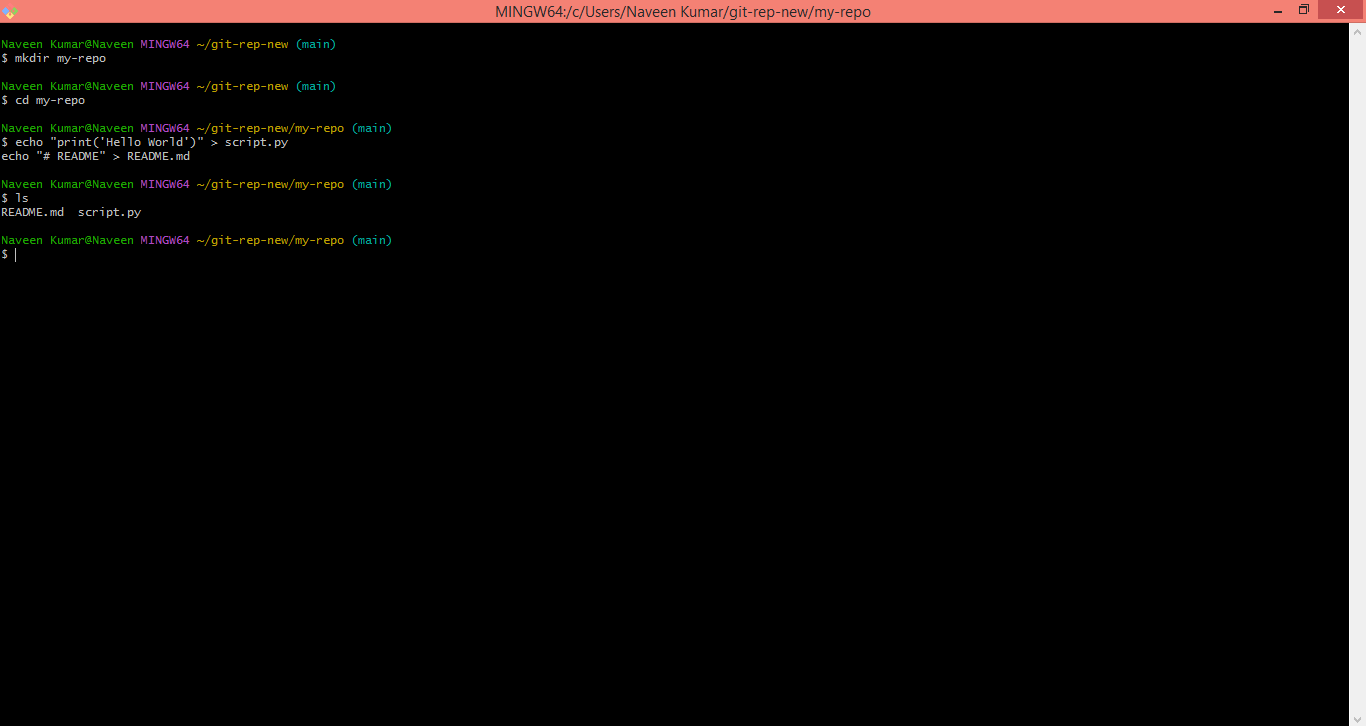 MINGW64:/c/Users/Naveen Kumar/git-rep-new/my-repo
Naveen Kumar@Naveen MINGW64 ~/git-rep-new (main)
$ mkdir my-repo
Naveen Kumar@Naveen MINGW64 ~/git-rep-new (main)
$ cd my-repo
Naveen Kumar@Naveen MINGW64 ~/git-rep-new/my-repo (main)
$ echo "print('Hello World')" > script.py
echo "# README" > README.md
Naveen Kumar@Naveen MINGW64 ~/git-rep-new/my-repo (main)
$ ls
README.md  script.py
Naveen Kumar@Naveen MINGW64 ~/git-rep-new/my-repo (main)
$